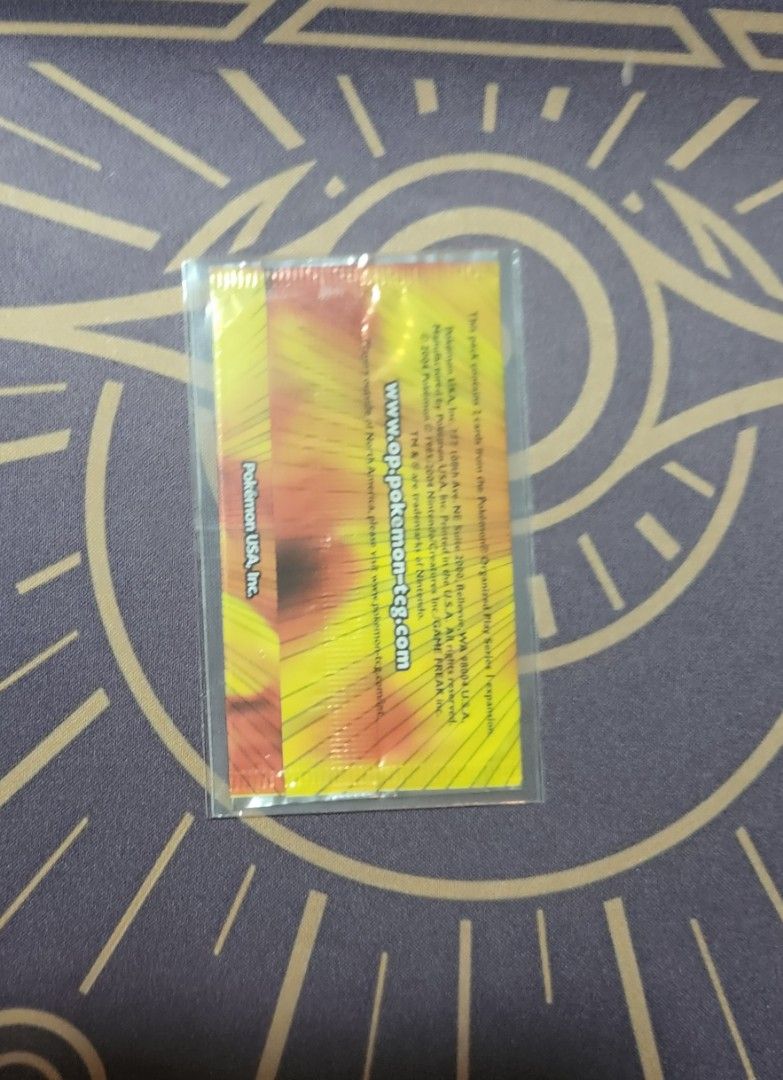 This pack contains 2 cards from the Pokémon® Organized Play Series 1 expansion.
Pokémon USA, Inc. 108th Ave. NE Suite 2000, Bellevue, WA 98004 U.S.A.
Manufactured by Pokémon USA, Inc. Printed in the U.S.A. All rights reserved.
© 2004 Pokémon © 1995-2004 Nintendo/Creatures Inc./GAME FREAK inc.
TM & ® are trademarks of Nintendo.
www.op.pokemon-tcg.com
outside of North America, please visit www.pokemon-tcg.com/intl.
Pokémon USA, Inc.